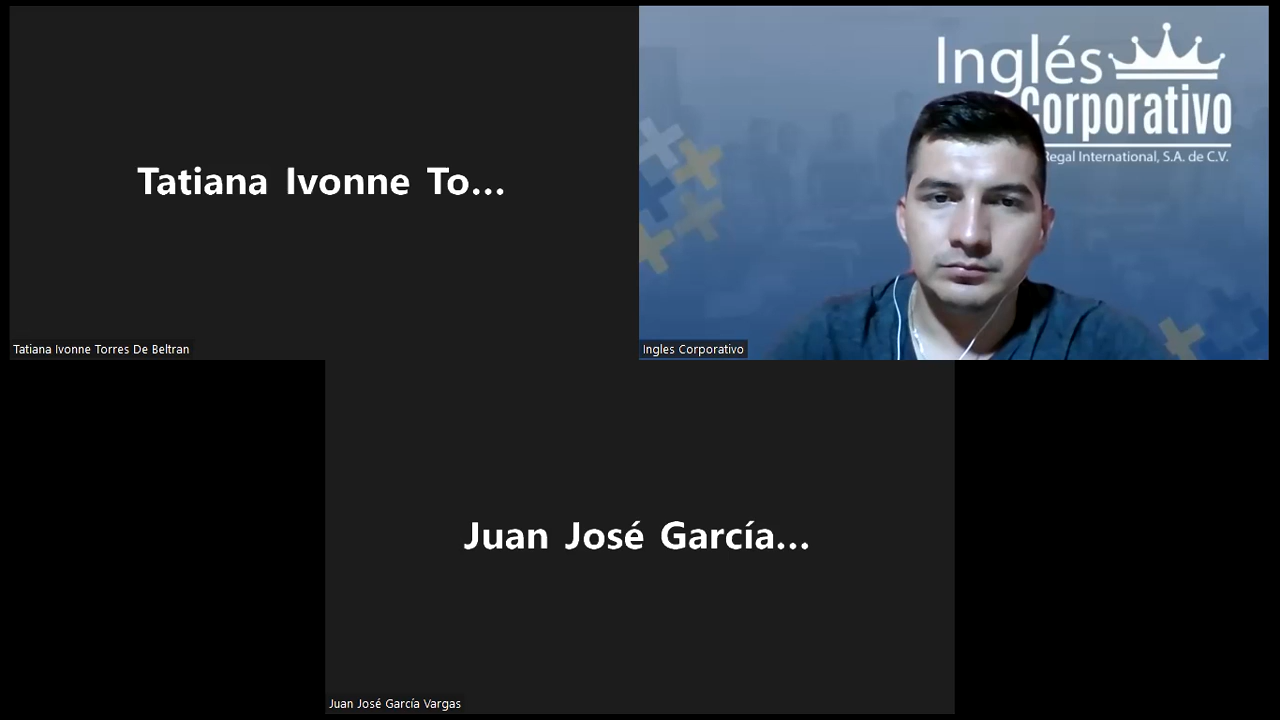 Tatiana Ivonne To...
Tatiana Ivonne Torres De Beltran
Inglés
Corporativo
Regal International, S.A. de C.V.
Ingles Corporativo
Juan José García...
Juan José García Vargas